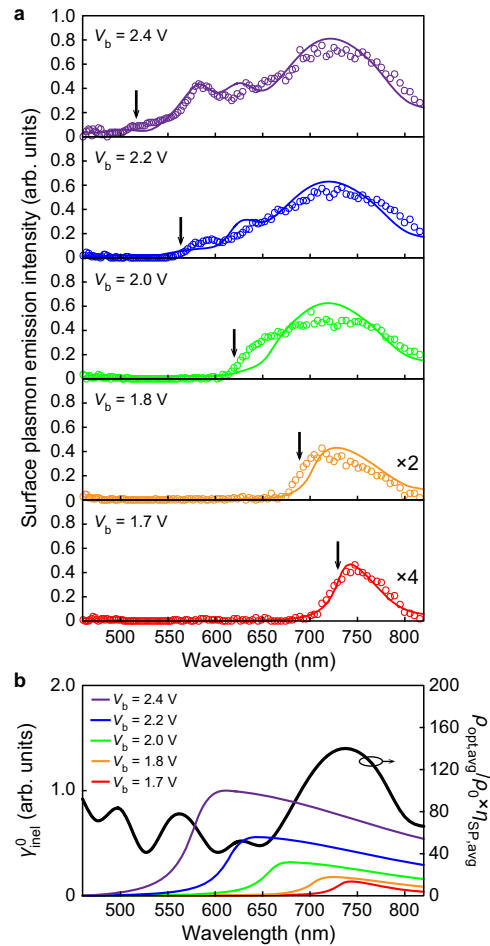 a
Surface plasmon emission intensity (arb. units)
1.0
0.8
0.6
0.4
0.2
0
V_b = 2.4 V
0.6
0.4
0.2
0
V_b = 2.2 V
0.8
0.6
0.4
0.2
0
V_b = 2.0 V
0.8
0.6
0.4
0.2
0
V_b = 1.8 V
×2
0.8
0.6
0.4
0.2
0
V_b = 1.7 V
×4
500 550 600 650 700 750 800
Wavelength (nm)
b
γ⁰_inel (arb. units)
2.0
1.0
0
V_b = 2.4 V
V_b = 2.2 V
V_b = 2.0 V
V_b = 1.8 V
V_b = 1.7 V
200
160
120
80
40
0
ρ_opt,avg/ρ_0×η_SP,avg
500 550 600 650 700 750 800
Wavelength (nm)